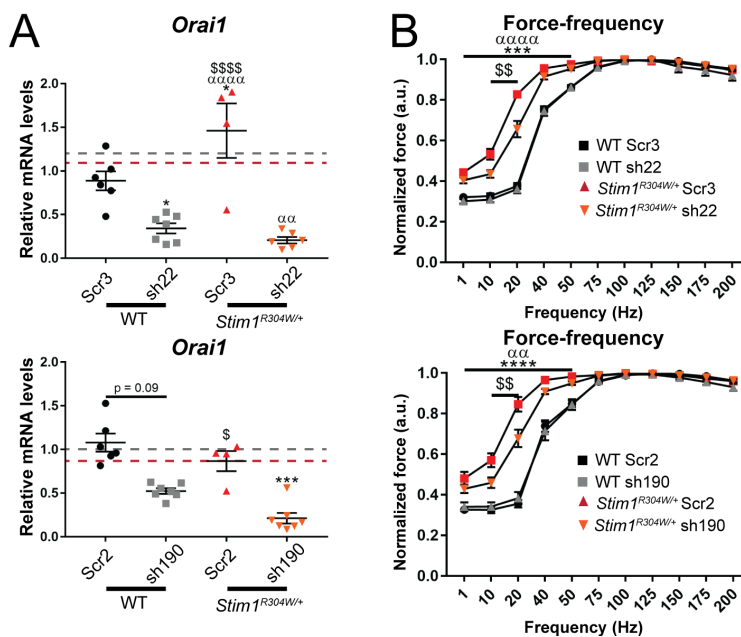 A
Orai1
Relative mRNA levels
2.0
1.5
1.0
0.5
0.0
$$$$
αααα
*
*
αα
Scr3
sh22
Scr3
sh22
WT
Stim1R304W/+
Orai1
Relative mRNA levels
2.0
1.5
1.0
0.5
0.0
p = 0.09
$
***
Scr2
sh190
Scr2
sh190
WT
Stim1R304W/+
B
Force-frequency
αααα
***
$$
Normalized force (a.u.)
1.0
0.8
0.6
0.4
0.2
0.0
WT Scr3
WT sh22
Stim1R304W/+ Scr3
Stim1R304W/+ sh22
1 10 20 40 50 75 100 125 150 175 200
Frequency (Hz)
Force-frequency
αα
****
$$
Normalized force (a.u.)
1.0
0.8
0.6
0.4
0.2
0.0
WT Scr2
WT sh190
Stim1R304W/+ Scr2
Stim1R304W/+ sh190
1 10 20 40 50 75 100 125 150 175 200
Frequency (Hz)